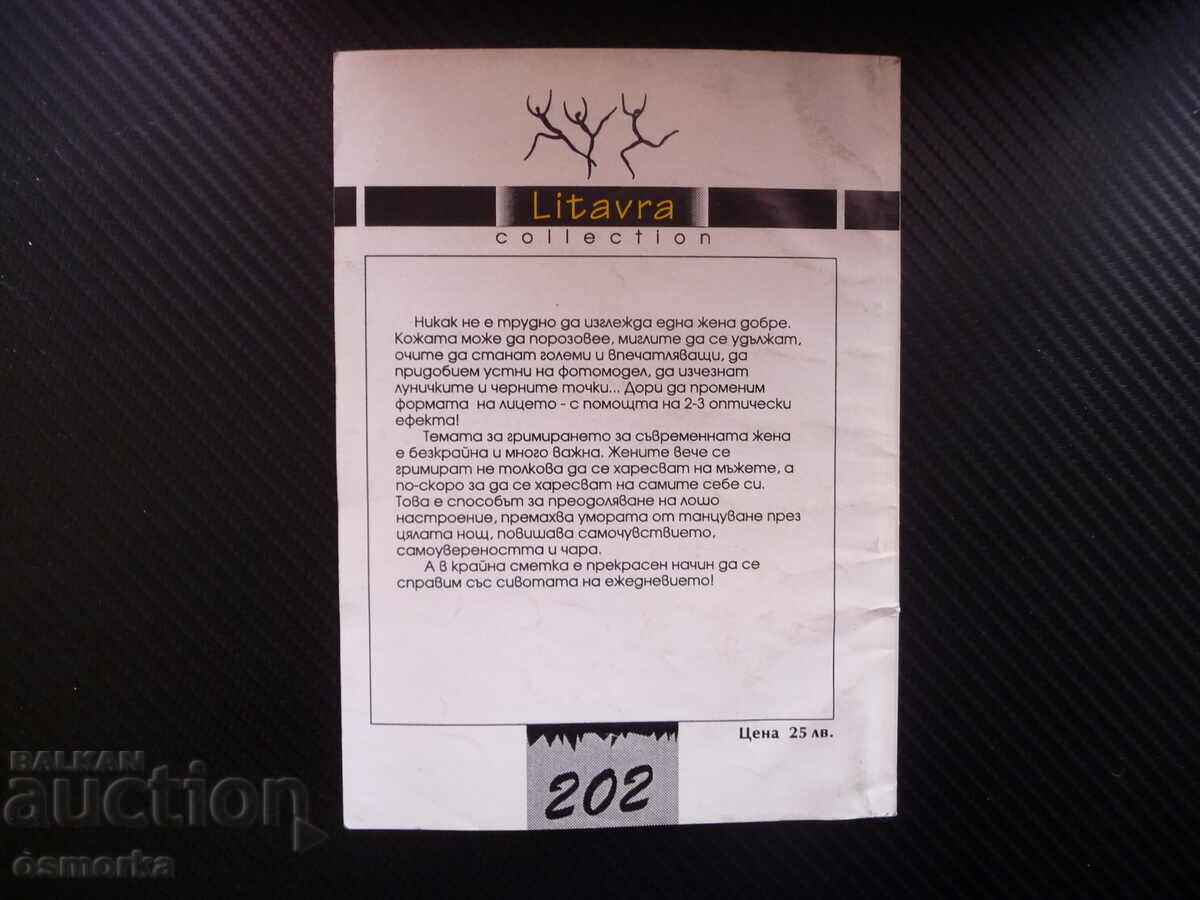 Litavra
collection
Никак не е трудно да изглежда една жена добре.
Кожата може да порозовее, миглите да се удължат,
очите да станат големи и впечатляващи, да
придобием устни на фотомодел, да изчезнат
луничките и черните точки... Дори да променим
формата на лицето - с помощта на 2-3 оптически
ефекта!
Темата за гримирането за съвременната жена
е безкрайна и много важна. Жените вече се
гримират не толкова да се харесват на мъжете, а
по-скоро за да се харесват на самите себе си.
Това е способът за преодоляване на лошо
настроение, премахва умората от танцуване през
цялата нощ, повишава самочувствието,
самоувереността и чара.
А в крайна сметка е прекрасен начин да се
справим със сивотата на ежедневието!
Цена 25 лв.
202
BALKAN
auction
osmorka